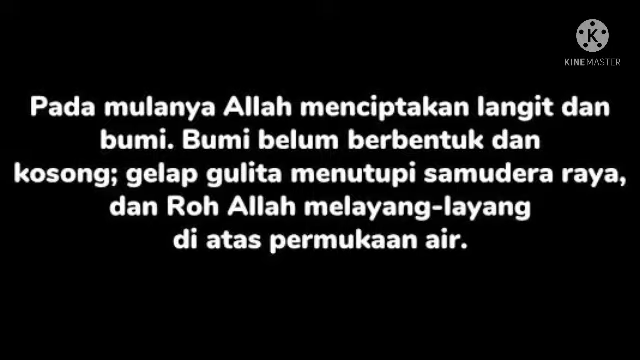 K
KINEMASTER
Pada mulanya Allah menciptakan langit dan
bumi. Bumi belum berbentuk dan
kosong; gelap gulita menutupi samudera raya,
dan Roh Allah melayang-layang
di atas permukaan air.